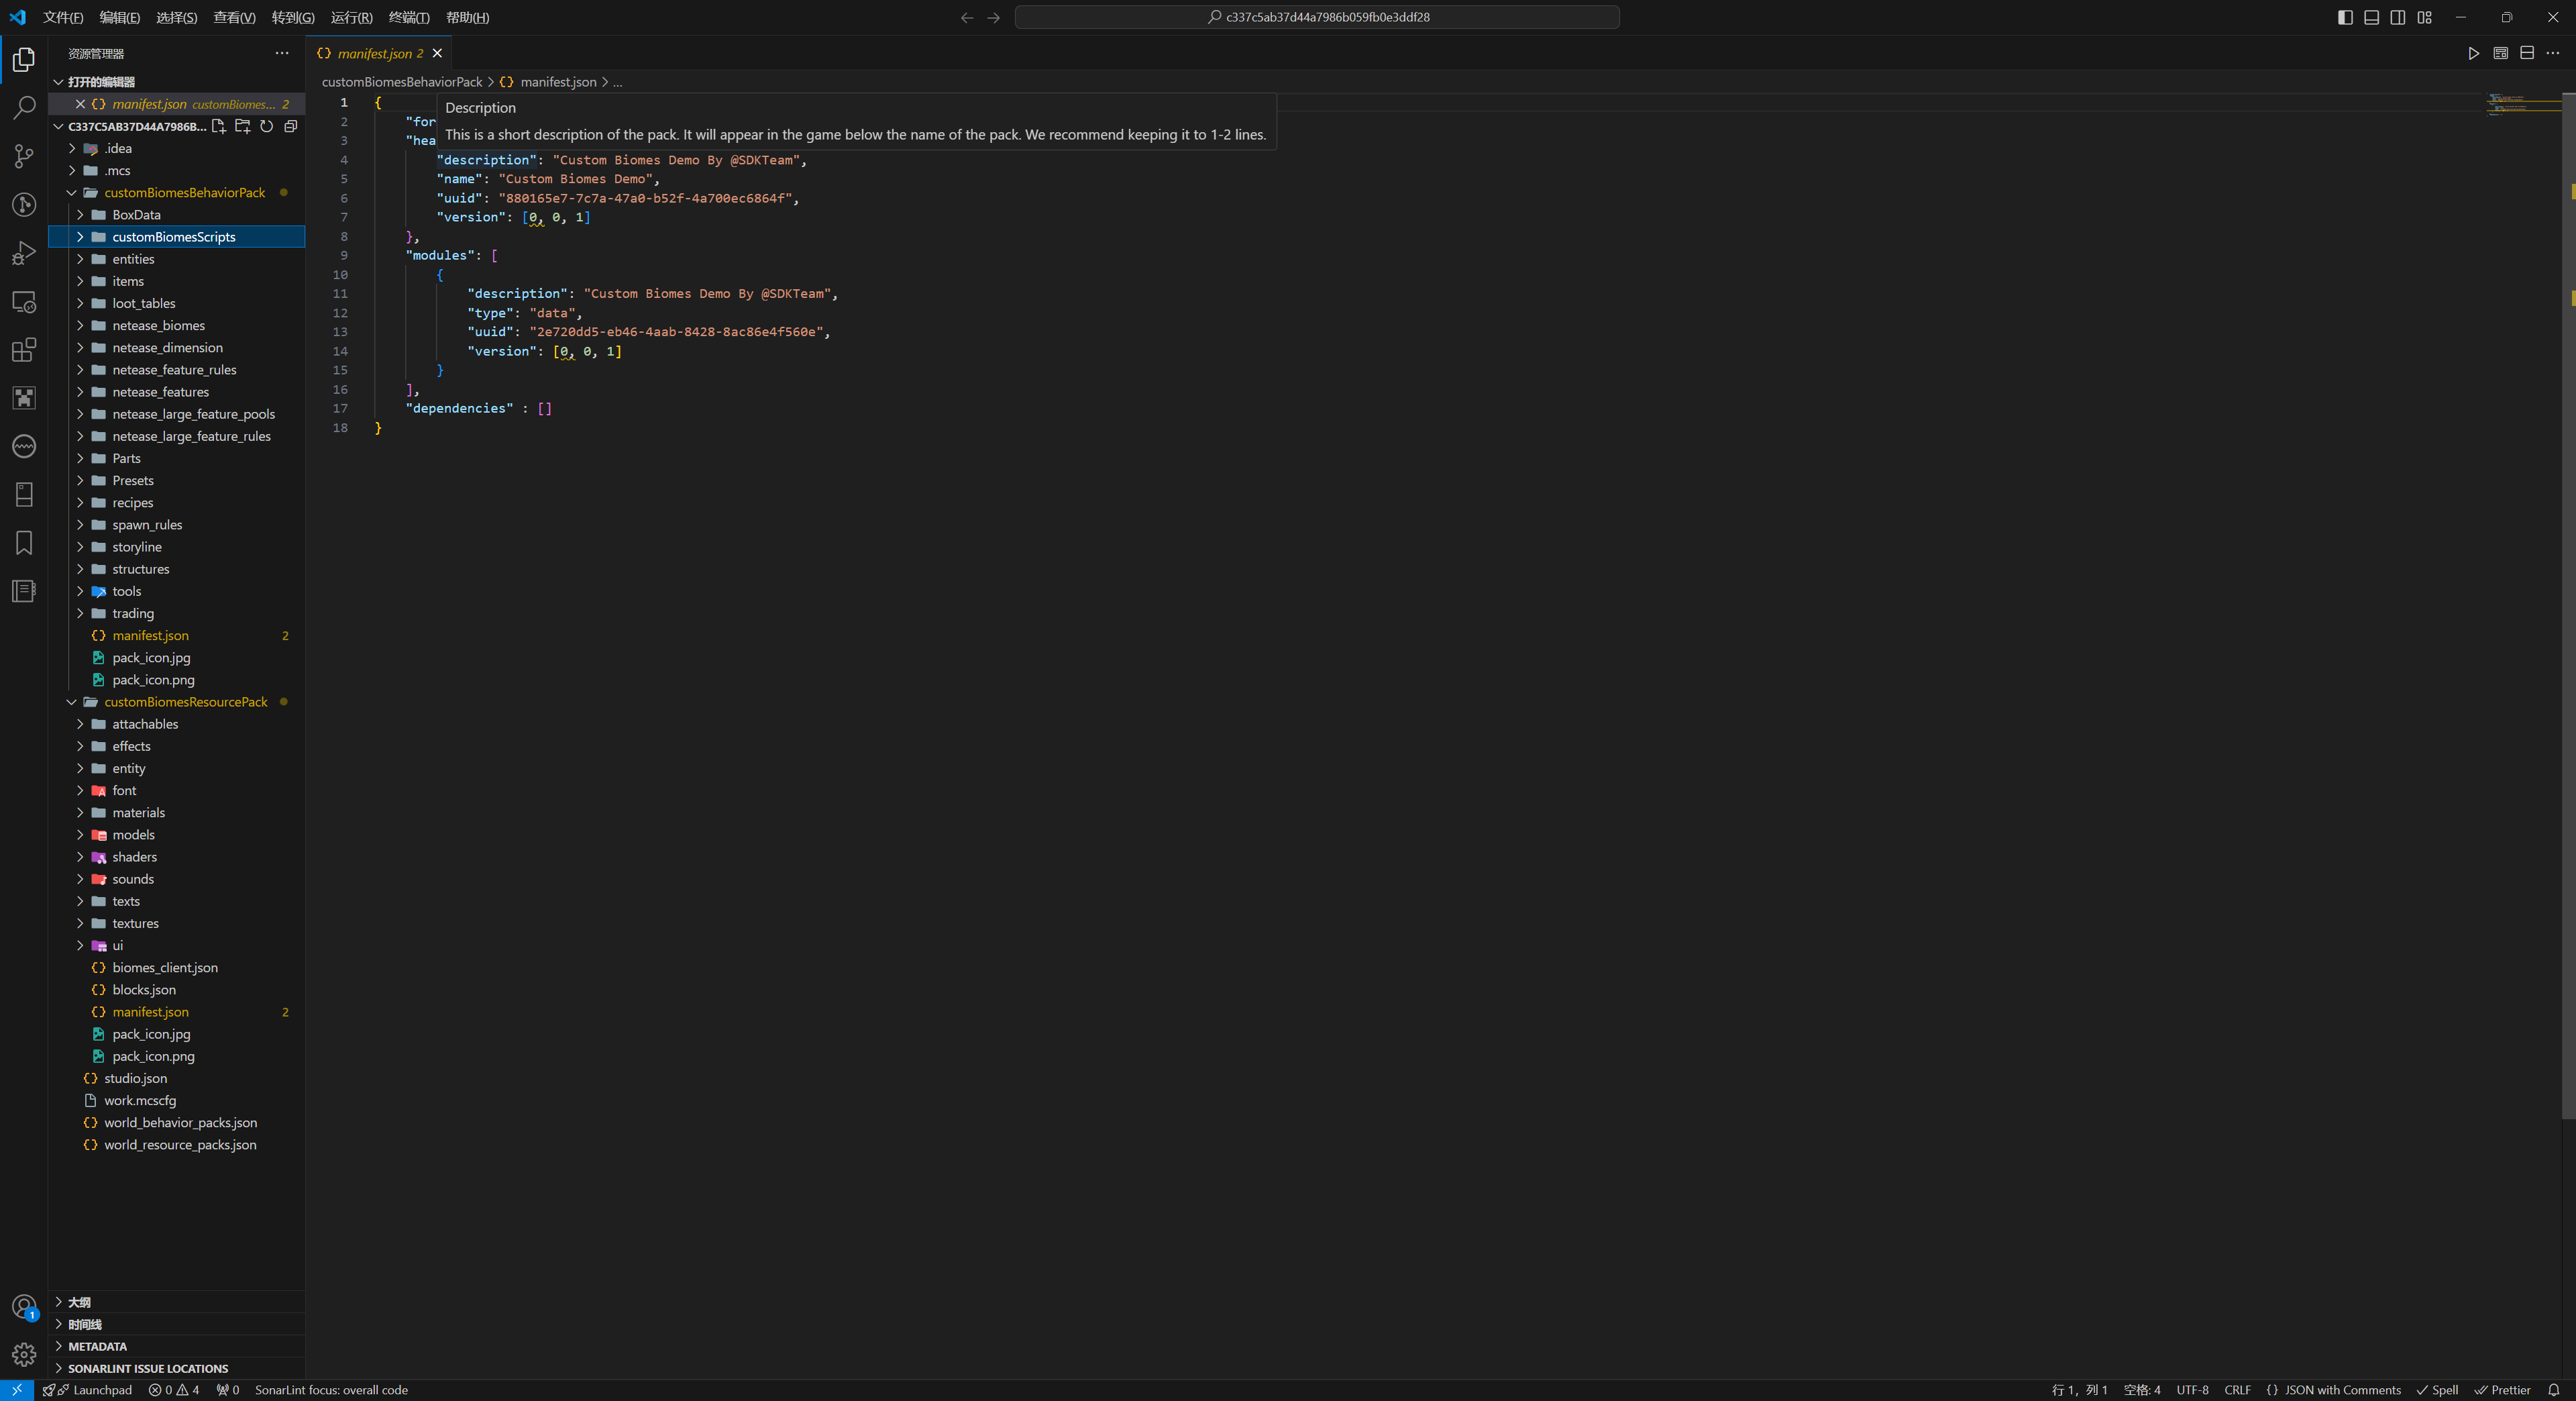 文件(F) 编辑(E) 选择(S) 查看(V) 转到(G) 运行(R) 终端(T) 帮助(H)
c337c5ab37d44a7986b059fb0e3ddf28
资源管理器
打开的编辑器
manifest.json customBiomes... 2
C337C5AB37D44A7986B...
.idea
.mcs
customBiomesBehaviorPack
BoxData
customBiomesScripts
entities
items
loot_tables
netease_biomes
netease_dimension
netease_feature_rules
netease_features
netease_large_feature_pools
netease_large_feature_rules
Parts
Presets
recipes
spawn_rules
storyline
structures
tools
trading
manifest.json 2
pack_icon.jpg
pack_icon.png
customBiomesResourcePack
attachables
effects
entity
font
materials
models
shaders
sounds
texts
textures
ui
biomes_client.json
blocks.json
manifest.json 2
pack_icon.jpg
pack_icon.png
studio.json
work.mcscfg
world_behavior_packs.json
world_resource_packs.json
大纲
时间线
METADATA
SONARLINT ISSUE LOCATIONS
1
manifest.json 2
customBiomesBehaviorPack > {} manifest.json > ...
Description
This is a short description of the pack. It will appear in the game below the name of the pack. We recommend keeping it to 1-2 lines.
1 {
2 "for
3 "hea
4 "description": "Custom Biomes Demo By @SDKTeam",
5 "name": "Custom Biomes Demo",
6 "uuid": "880165e7-7c7a-47a0-b52f-4a700ec6864f",
7 "version": [0, 0, 1]
8 },
9 "modules": [
10 {
11 "description": "Custom Biomes Demo By @SDKTeam",
12 "type": "data",
13 "uuid": "2e720dd5-eb46-4aab-8428-8ac86e4f560e",
14 "version": [0, 0, 1]
15 }
16 ],
17 "dependencies" : []
18 }
Launchpad 0 4 0 SonarLint focus: overall code
行 1，列 1 空格: 4 UTF-8 CRLF {} JSON with Comments Spell Prettier